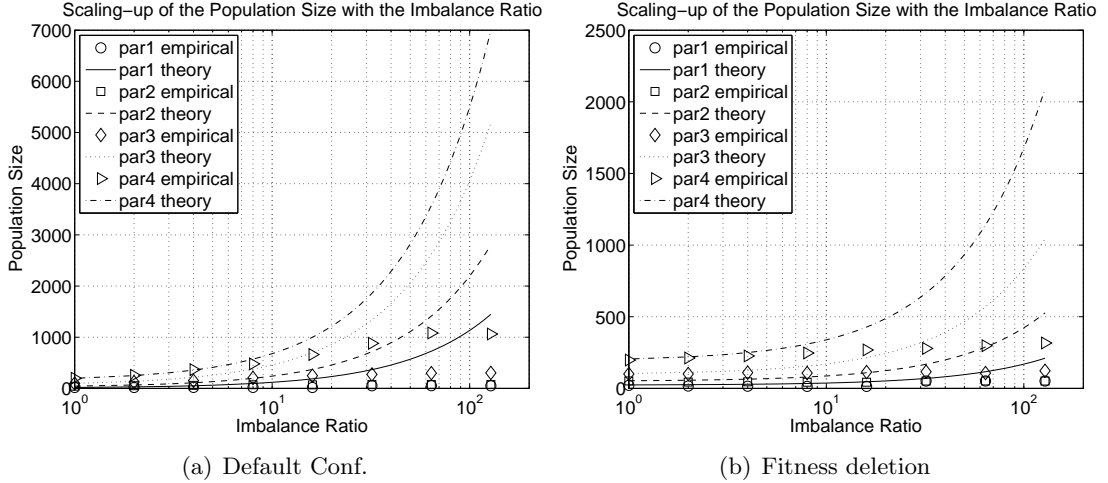 Scaling−up of the Population Size with the Imbalance Ratio
7000
6000
5000
4000
3000
2000
1000
0
Population Size
par1 empirical
par1 theory
par2 empirical
par2 theory
par3 empirical
par3 theory
par4 empirical
par4 theory
10^0
10^1
10^2
Imbalance Ratio
(a) Default Conf.
Scaling−up of the Population Size with the Imbalance Ratio
2500
2000
1500
1000
500
0
Population Size
par1 empirical
par1 theory
par2 empirical
par2 theory
par3 empirical
par3 theory
par4 empirical
par4 theory
10^0
10^1
10^2
Imbalance Ratio
(b) Fitness deletion